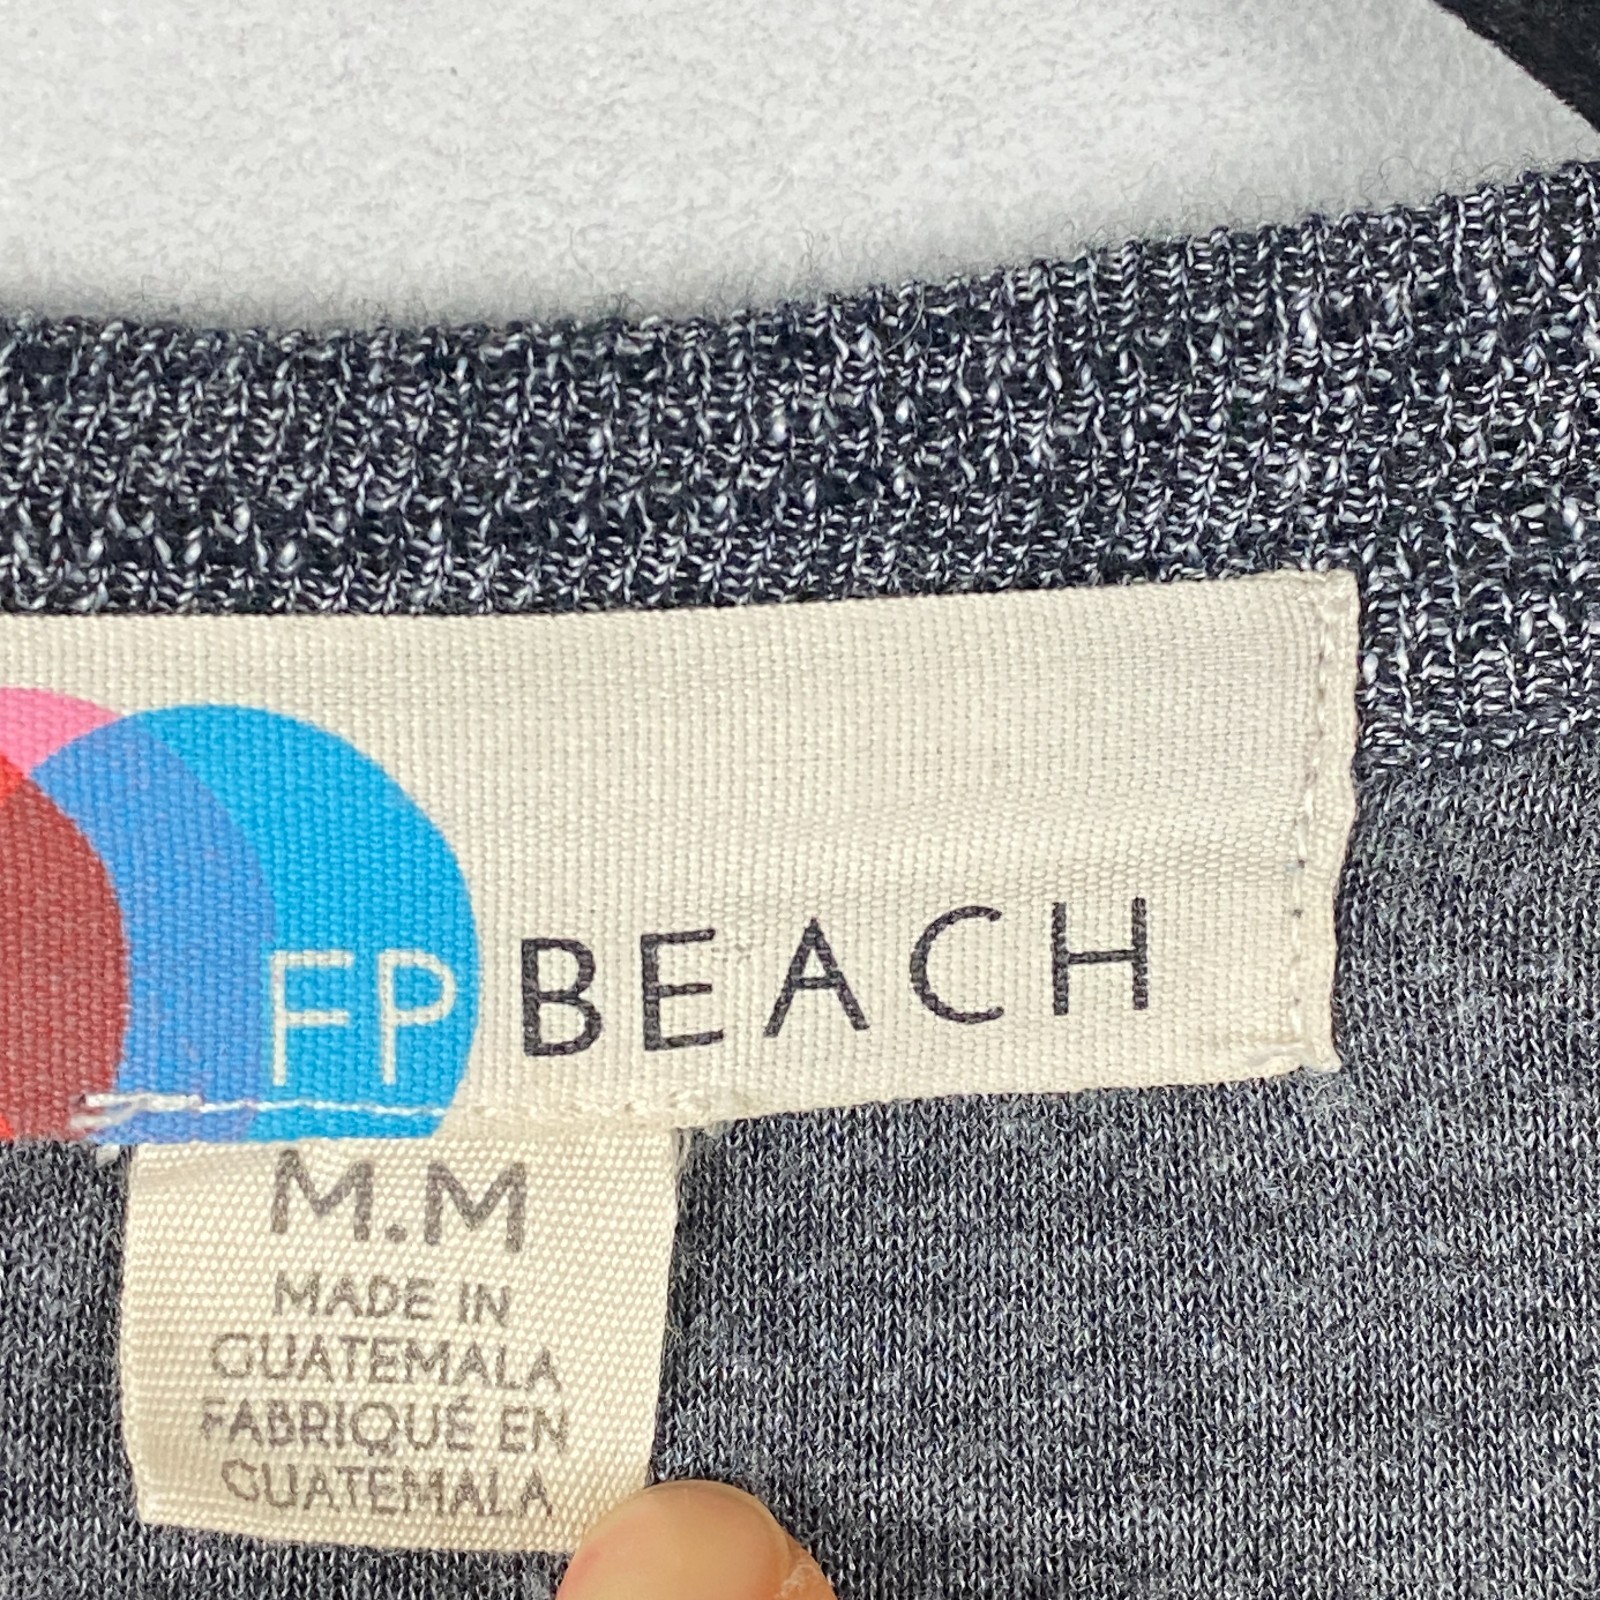 FP BEACH
M.M
MADE IN
GUATEMALA
FABRIQUÉ EN
GUATEMALA